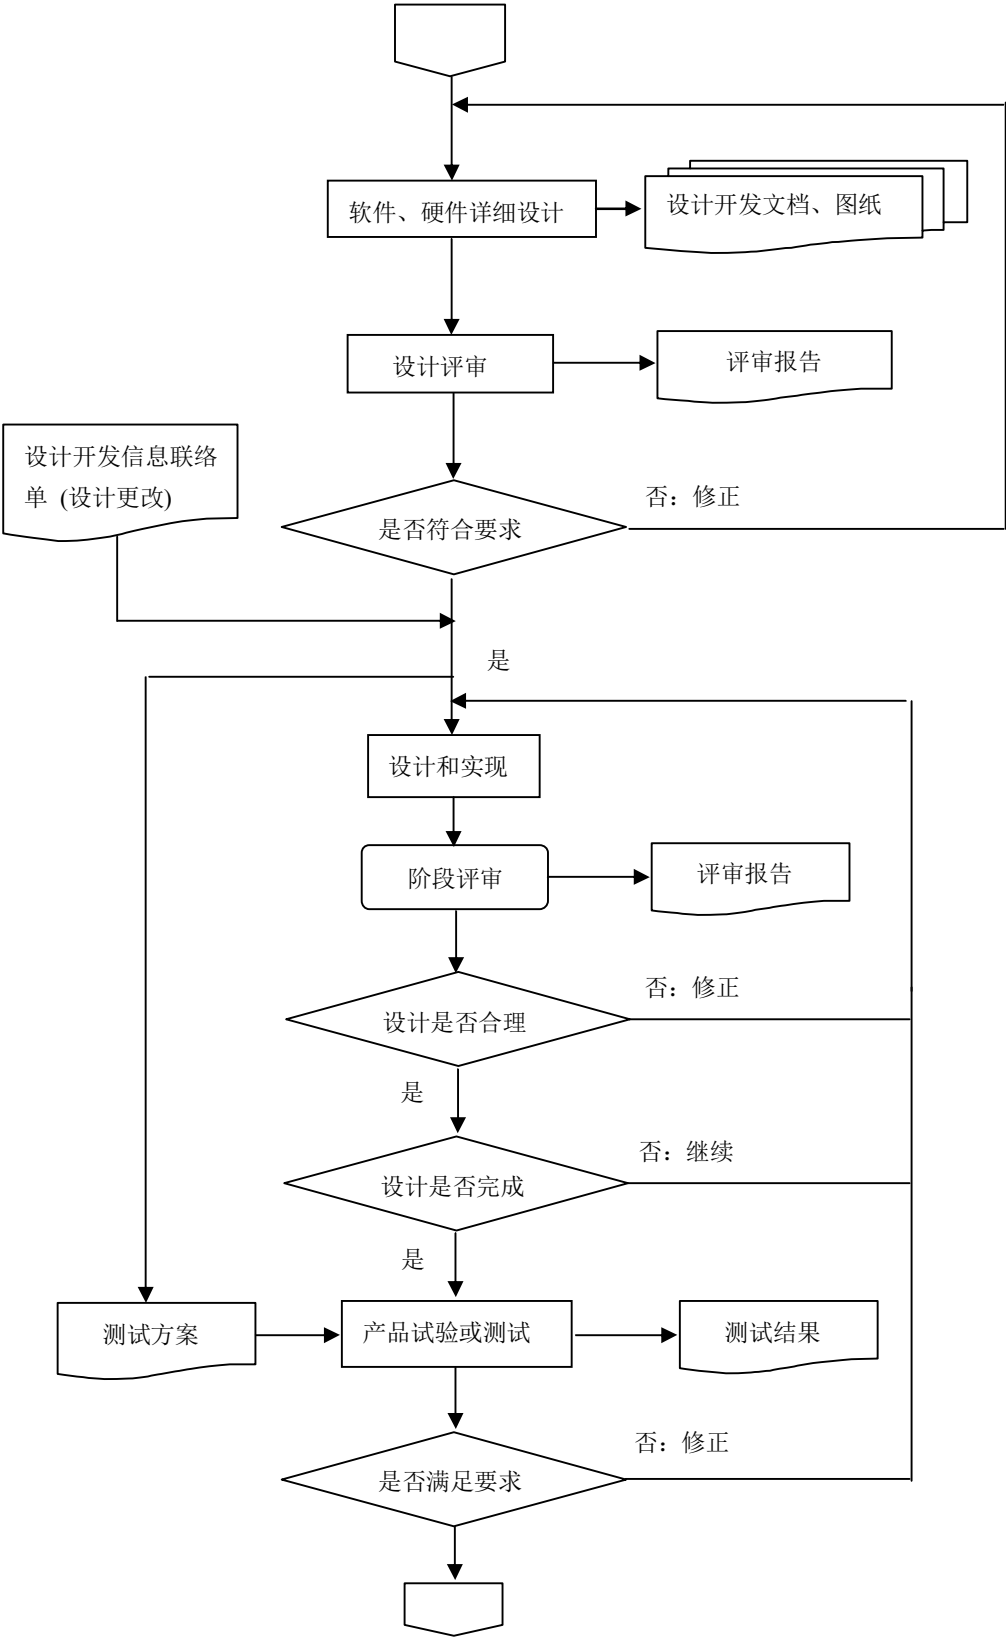 软件、硬件详细设计
设计开发文档、图纸
设计评审
评审报告
设计开发信息联络
单 (设计更改)
否：修正
是否符合要求
是
设计和实现
阶段评审
评审报告
否：修正
设计是否合理
是
否：继续
设计是否完成
是
测试方案
产品试验或测试
测试结果
否：修正
是否满足要求